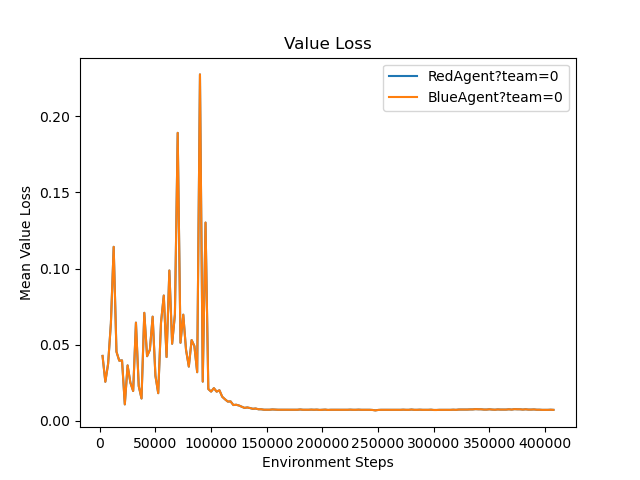 Value Loss
RedAgent?team=0
BlueAgent?team=0
Mean Value Loss
0.20
0.15
0.10
0.05
0.00
0 50000 100000 150000 200000 250000 300000 350000 400000
Environment Steps